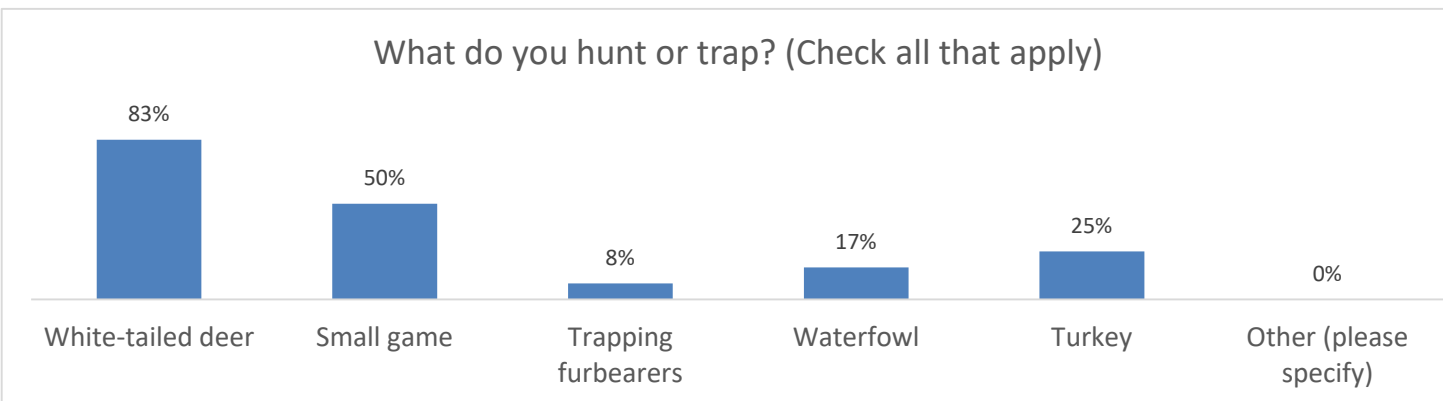 What do you hunt or trap? (Check all that apply)
83%
50%
8%
17%
25%
0%
White-tailed deer
Small game
Trapping
furbearers
Waterfowl
Turkey
Other (please
specify)